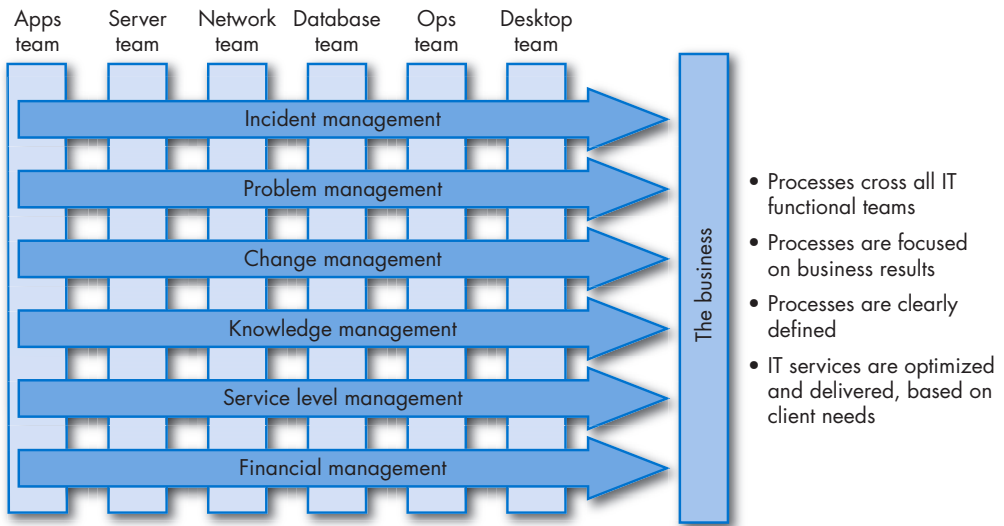 Apps
team
Server
team
Network
team
Database
team
Ops
team
Desktop
team
Incident management
Problem management
Change management
Knowledge management
Service level management
Financial management
The business
• Processes cross all IT
functional teams
• Processes are focused
on business results
• Processes are clearly
defined
• IT services are optimized
and delivered, based on
client needs